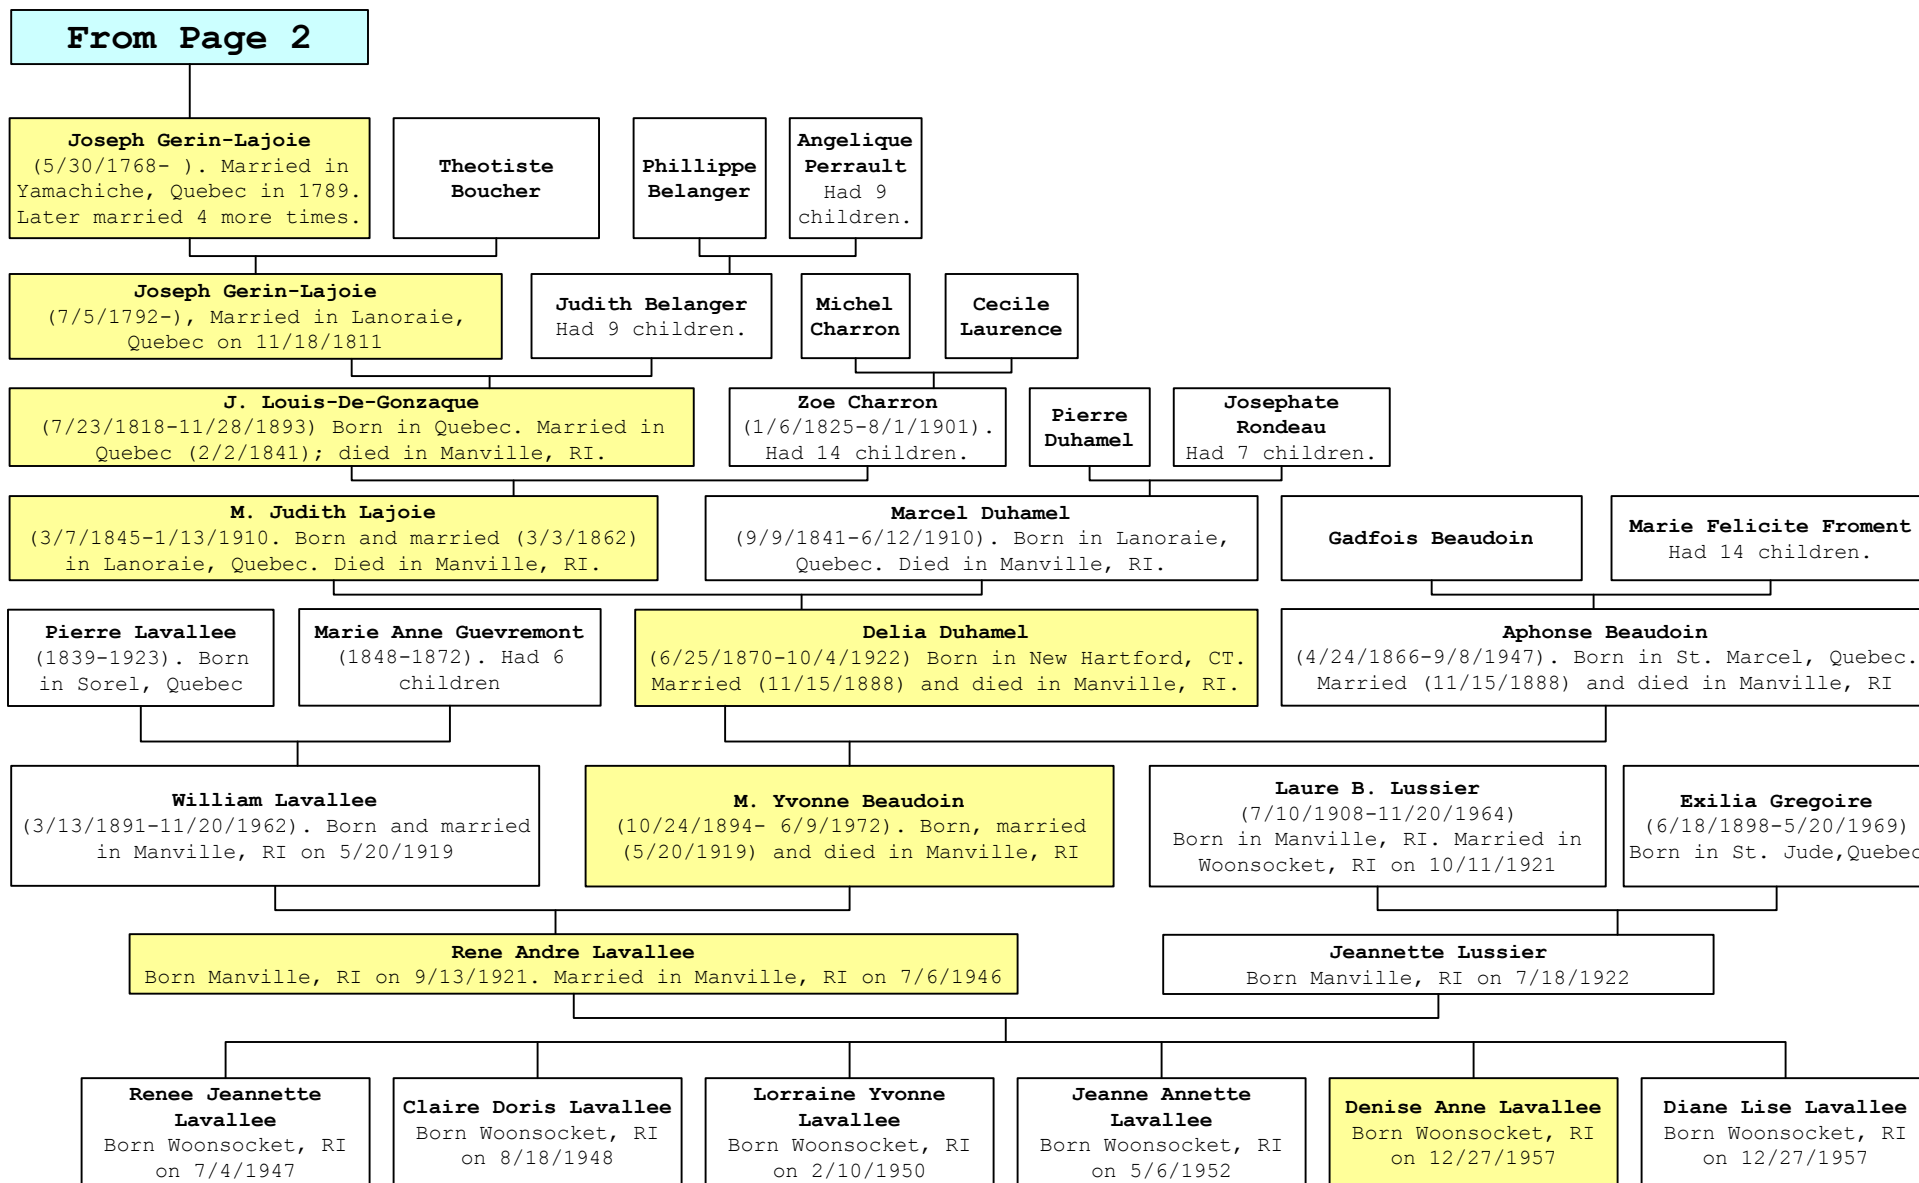 From Page 2
Joseph Gerin-Lajoie
(5/30/1768- ). Married in
Yamachiche, Quebec in 1789.
Later married 4 more times.
Theotiste
Boucher
Phillippe
Belanger
Angelique
Perrault
Had 9
children.
Joseph Gerin-Lajoie
(7/5/1792-), Married in Lanoraie,
Quebec on 11/18/1811
Judith Belanger
Had 9 children.
Michel
Charron
Cecile
Laurence
J. Louis-De-Gonzaque
(7/23/1818-11/28/1893) Born in Quebec. Married in
Quebec (2/2/1841); died in Manville, RI.
Zoe Charron
(1/6/1825-8/1/1901).
Had 14 children.
Pierre
Duhamel
Josephate
Rondeau
Had 7 children.
M. Judith Lajoie
(3/7/1845-1/13/1910. Born and married (3/3/1862)
in Lanoraie, Quebec. Died in Manville, RI.
Marcel Duhamel
(9/9/1841-6/12/1910). Born in Lanoraie,
Quebec. Died in Manville, RI.
Gadfois Beaudoin
Marie Felicite Froment
Had 14 children.
Pierre Lavallee
(1839-1923). Born
in Sorel, Quebec
Marie Anne Guevremont
(1848-1872). Had 6
children
Delia Duhamel
(6/25/1870-10/4/1922) Born in New Hartford, CT.
Married (11/15/1888) and died in Manville, RI.
Aphonse Beaudoin
(4/24/1866-9/8/1947). Born in St. Marcel, Quebec.
Married (11/15/1888) and died in Manville, RI
William Lavallee
(3/13/1891-11/20/1962). Born and married
in Manville, RI on 5/20/1919
M. Yvonne Beaudoin
(10/24/1894- 6/9/1972). Born, married
(5/20/1919) and died in Manville, RI
Laure B. Lussier
(7/10/1908-11/20/1964)
Born in Manville, RI. Married in
Woonsocket, RI on 10/11/1921
Exilia Gregoire
(6/18/1898-5/20/1969)
Born in St. Jude,Quebec
Rene Andre Lavallee
Born Manville, RI on 9/13/1921. Married in Manville, RI on 7/6/1946
Jeannette Lussier
Born Manville, RI on 7/18/1922
Renee Jeannette
Lavallee
Born Woonsocket, RI
on 7/4/1947
Claire Doris Lavallee
Born Woonsocket, RI
on 8/18/1948
Lorraine Yvonne
Lavallee
Born Woonsocket, RI
on 2/10/1950
Jeanne Annette
Lavallee
Born Woonsocket, RI
on 5/6/1952
Denise Anne Lavallee
Born Woonsocket, RI
on 12/27/1957
Diane Lise Lavallee
Born Woonsocket, RI
on 12/27/1957